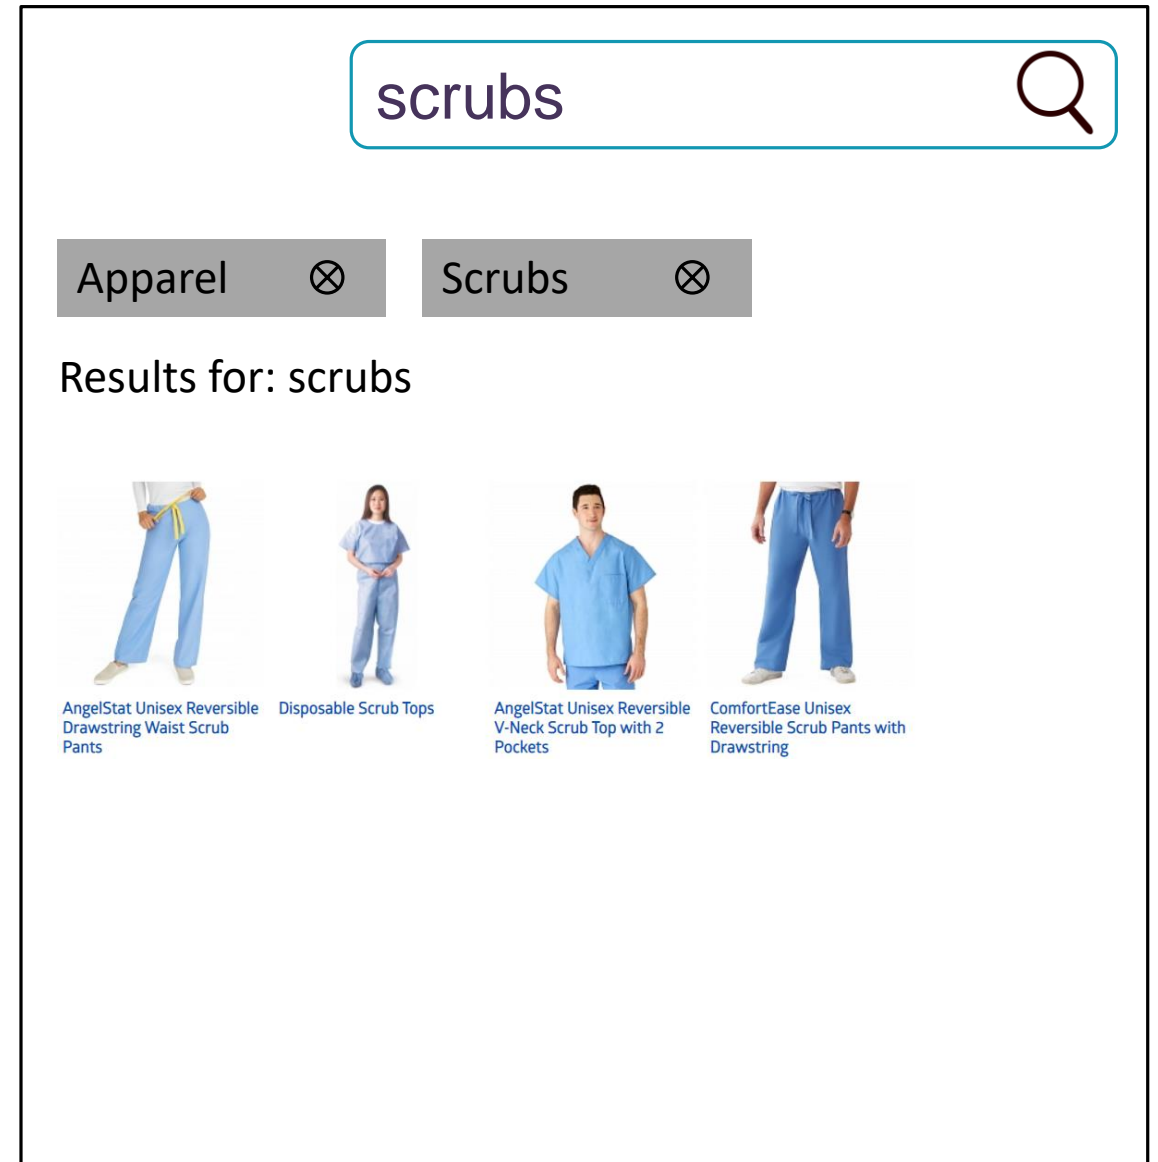 scrubs
Apparel ⊗
Scrubs ⊗
Results for: scrubs
AngelStat Unisex Reversible
Drawstring Waist Scrub
Pants
Disposable Scrub Tops
AngelStat Unisex Reversible
V-Neck Scrub Top with 2
Pockets
ComfortEase Unisex
Reversible Scrub Pants with
Drawstring